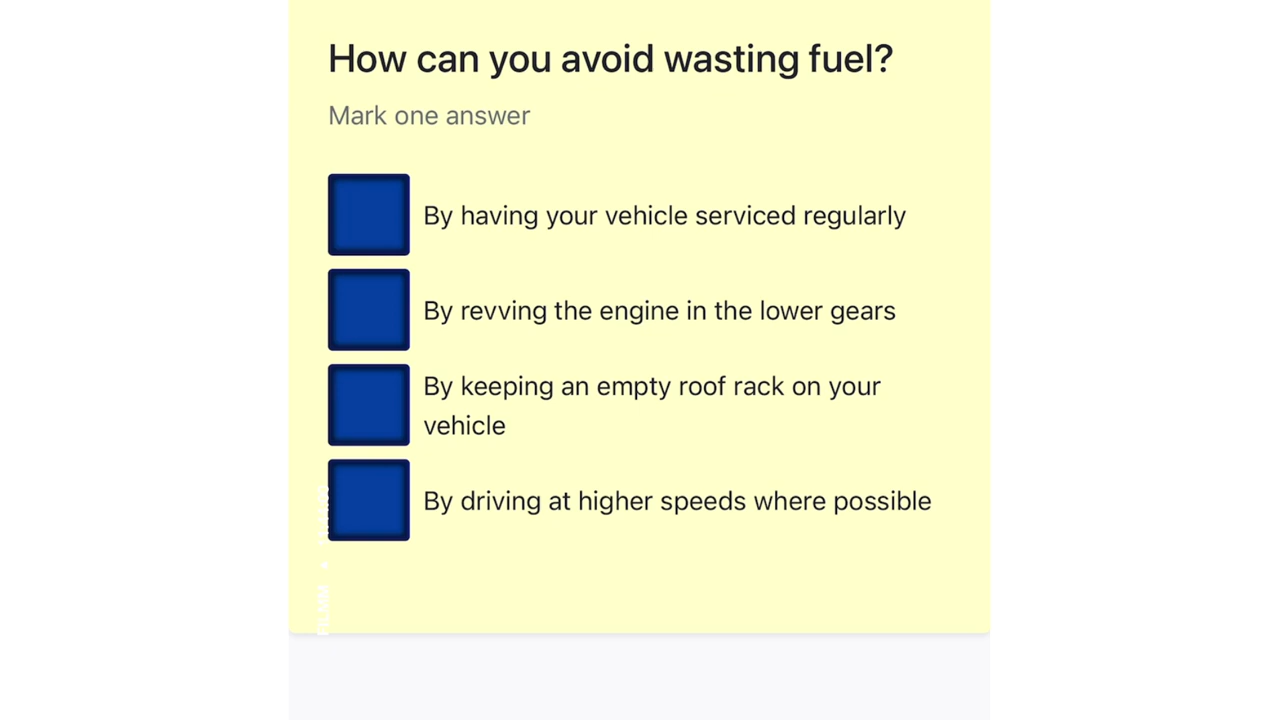 How can you avoid wasting fuel?
Mark one answer
By having your vehicle serviced regularly
By revving the engine in the lower gears
By keeping an empty roof rack on your
vehicle
By driving at higher speeds where possible